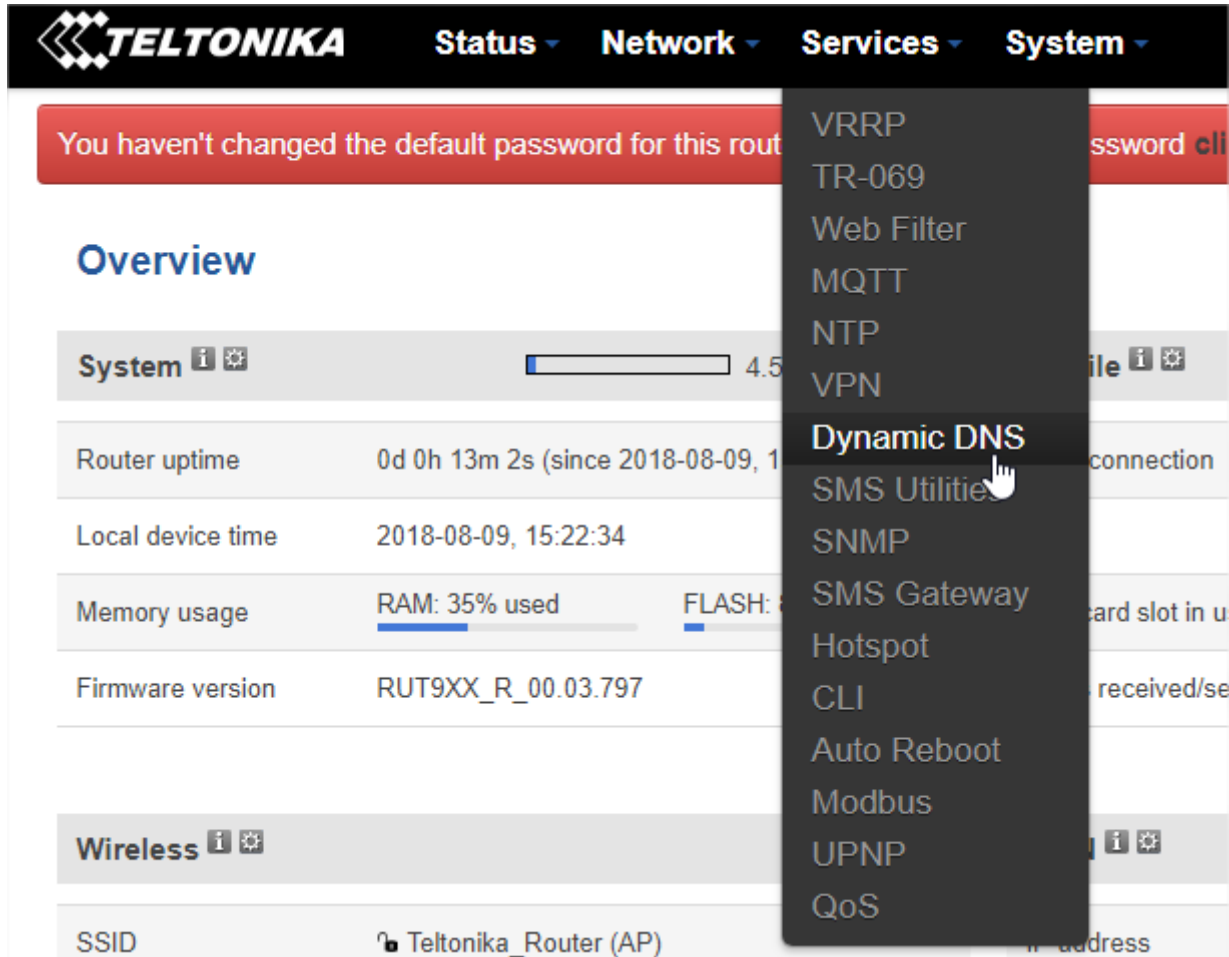 TELTONIKA Status Network Services System
You haven't changed the default password for this rout ssword cli
VRRP
TR-069
Web Filter
MQTT
NTP
VPN
Dynamic DNS
SMS Utilities
SNMP
SMS Gateway
Hotspot
CLI
Auto Reboot
Modbus
UPNP
QoS
Overview
System 4.5 ile
Router uptime 0d 0h 13m 2s (since 2018-08-09, 1 connection
Local device time 2018-08-09, 15:22:34
Memory usage RAM: 35% used FLASH: card slot in u
Firmware version RUT9XX_R_00.03.797 received/se
Wireless
SSID Teltonika_Router (AP) address